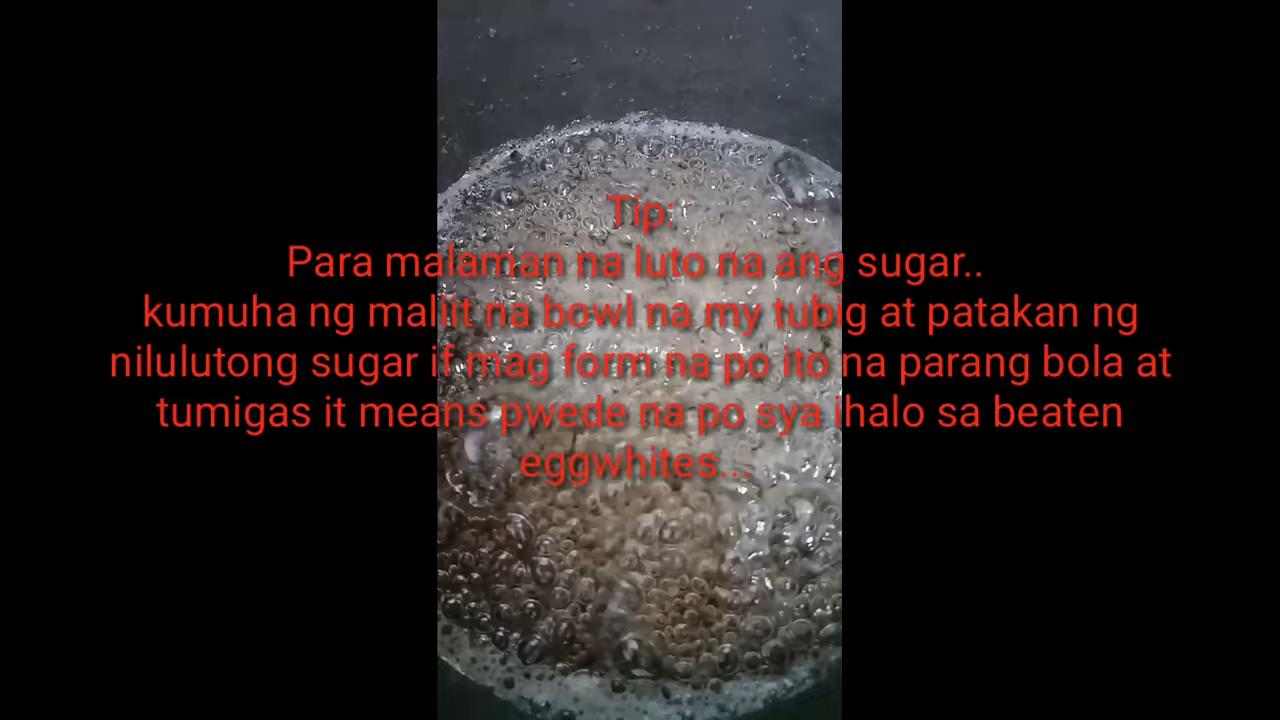 Tip:
Para malaman na luto na ang sugar..
kumuha ng maliit na bowl na my tubig at patakan ng
nilulutong sugar if mag form na po ito na parang bola at
tumigas it means pwede na po sya ihalo sa beaten
eggwhites...